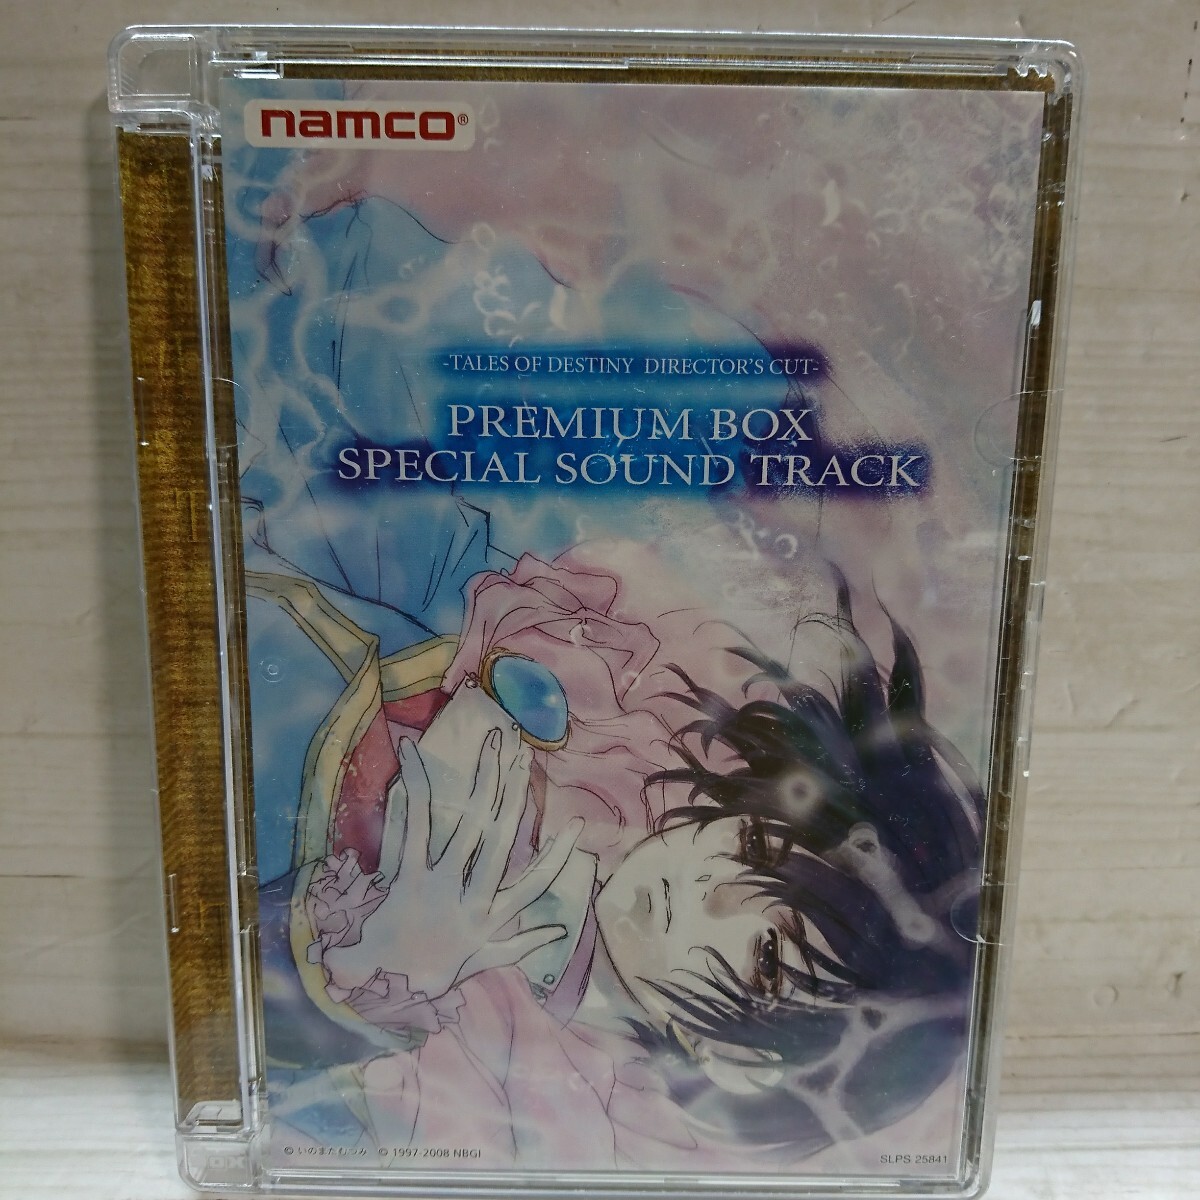 namco®
-TALES OF DESTINY DIRECTOR'S CUT-
PREMIUM BOX
SPECIAL SOUND TRACK
© いのまたむつみ © 1997-2008 NBGI
SLPS 25841